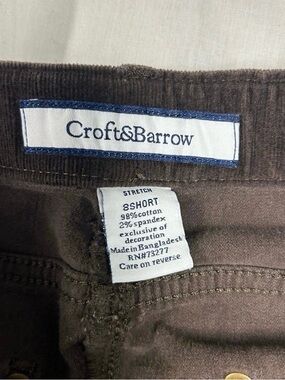 Croft&Barrow
STRETCH
8SHORT
98%cotton
2%spandex
exclusive of
decoration
Made in Bangladesh
RN#73277
Care on reverse